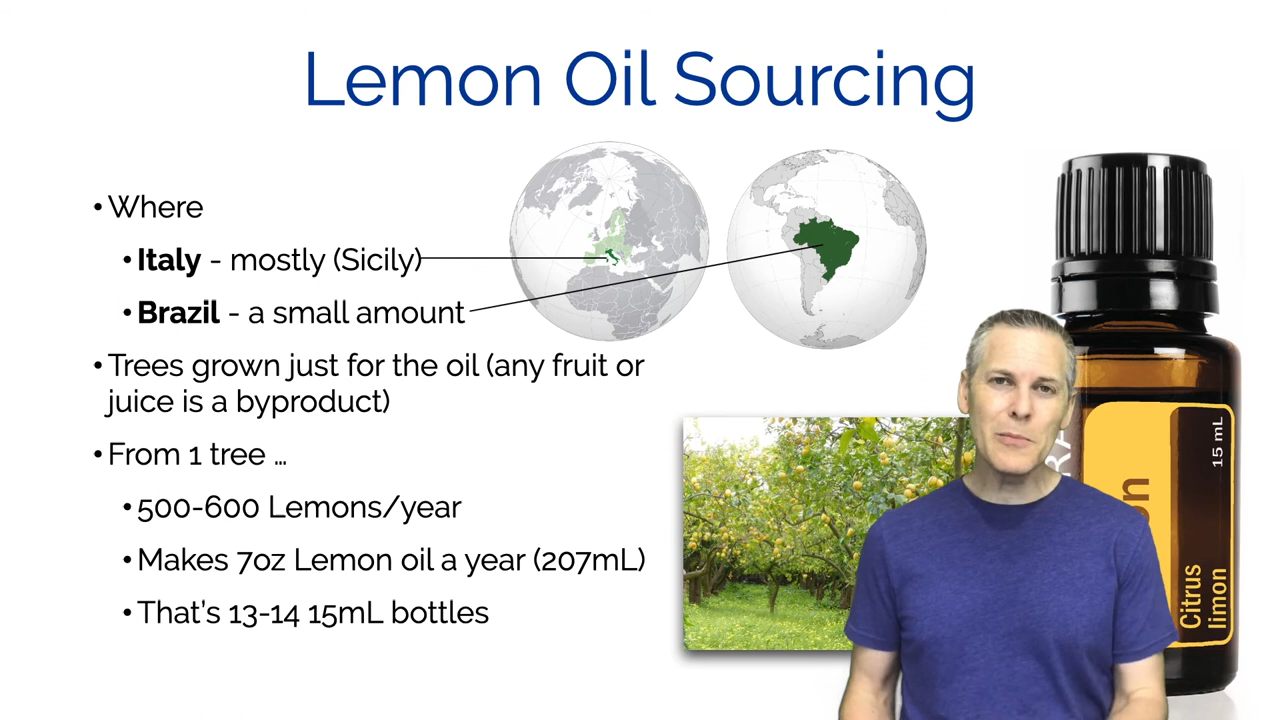 Lemon Oil Sourcing
• Where
• Italy - mostly (Sicily)
• Brazil - a small amount
• Trees grown just for the oil (any fruit or
juice is a byproduct)
• From 1 tree …
• 500-600 Lemons/year
• Makes 7oz Lemon oil a year (207mL)
• That's 13-14 15mL bottles
15 mL
Citrus
limon